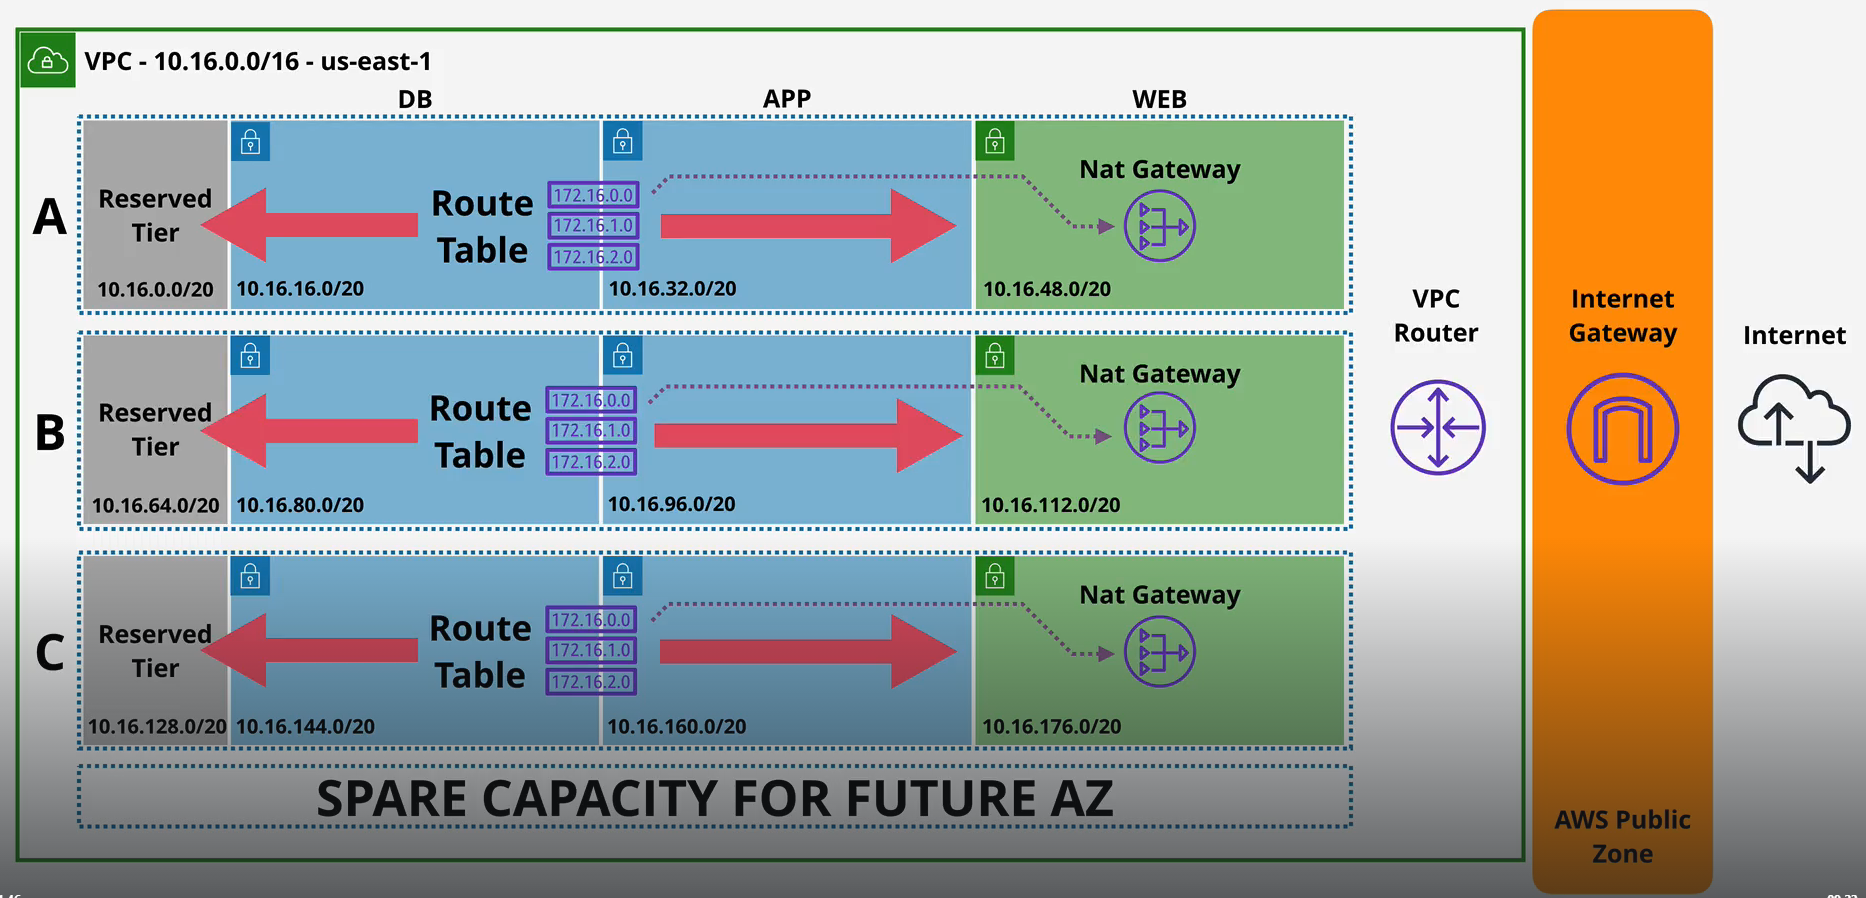 VPC - 10.16.0.0/16 - us-east-1
DB
APP
WEB
A
Reserved
Tier
10.16.0.0/20
Route
Table
172.16.0.0
172.16.1.0
172.16.2.0
10.16.16.0/20
10.16.32.0/20
Nat Gateway
10.16.48.0/20
B
Reserved
Tier
10.16.64.0/20
Route
Table
172.16.0.0
172.16.1.0
172.16.2.0
10.16.80.0/20
10.16.96.0/20
Nat Gateway
10.16.112.0/20
C
Reserved
Tier
10.16.128.0/20
Route
Table
172.16.0.0
172.16.1.0
172.16.2.0
10.16.144.0/20
10.16.160.0/20
Nat Gateway
10.16.176.0/20
SPARE CAPACITY FOR FUTURE AZ
VPC
Router
Internet
Gateway
AWS Public
Zone
Internet